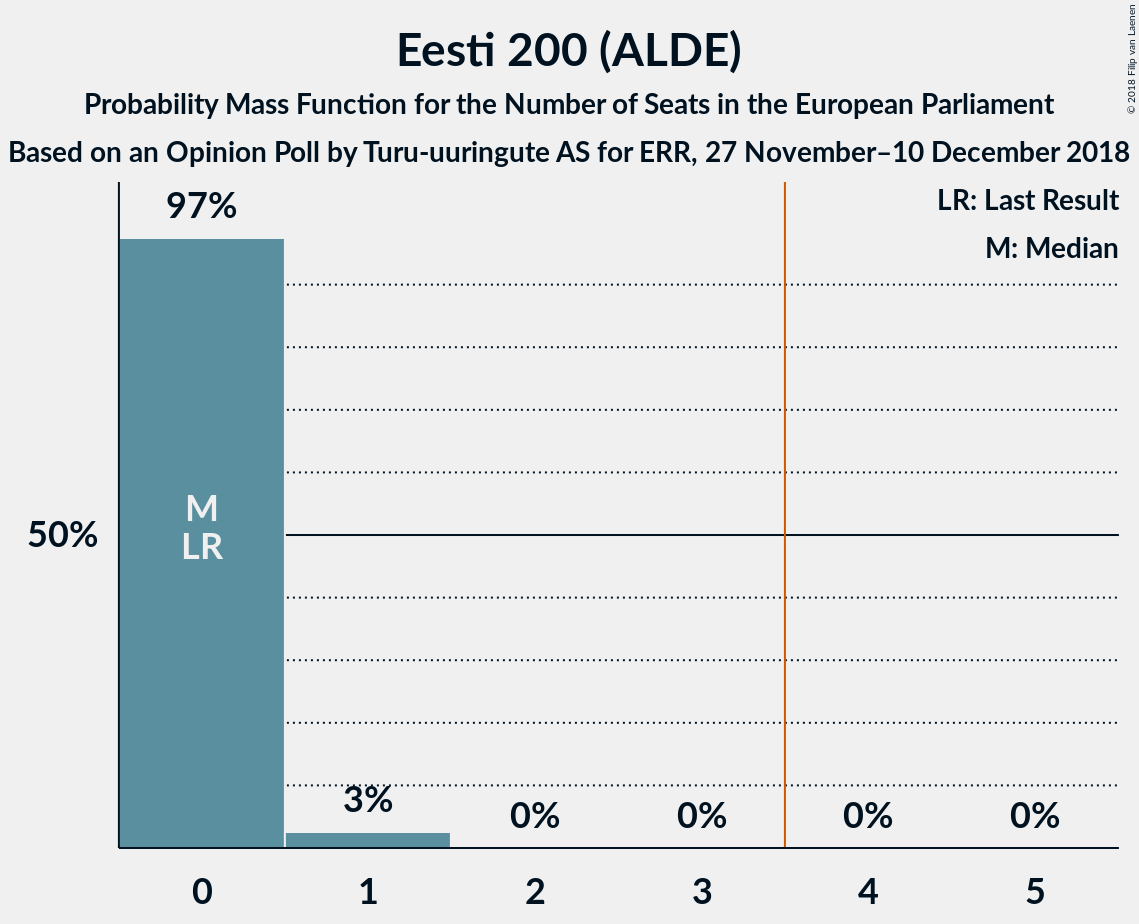 Eesti 200 (ALDE)
Probability Mass Function for the Number of Seats in the European Parliament
Based on an Opinion Poll by Turu-uuringute AS for ERR, 27 November–10 December 2018
© 2018 Filip van Laenen
LR: Last Result
M: Median
97%
M
LR
50%
3%
0%
0%
0%
0%
0 1 2 3 4 5